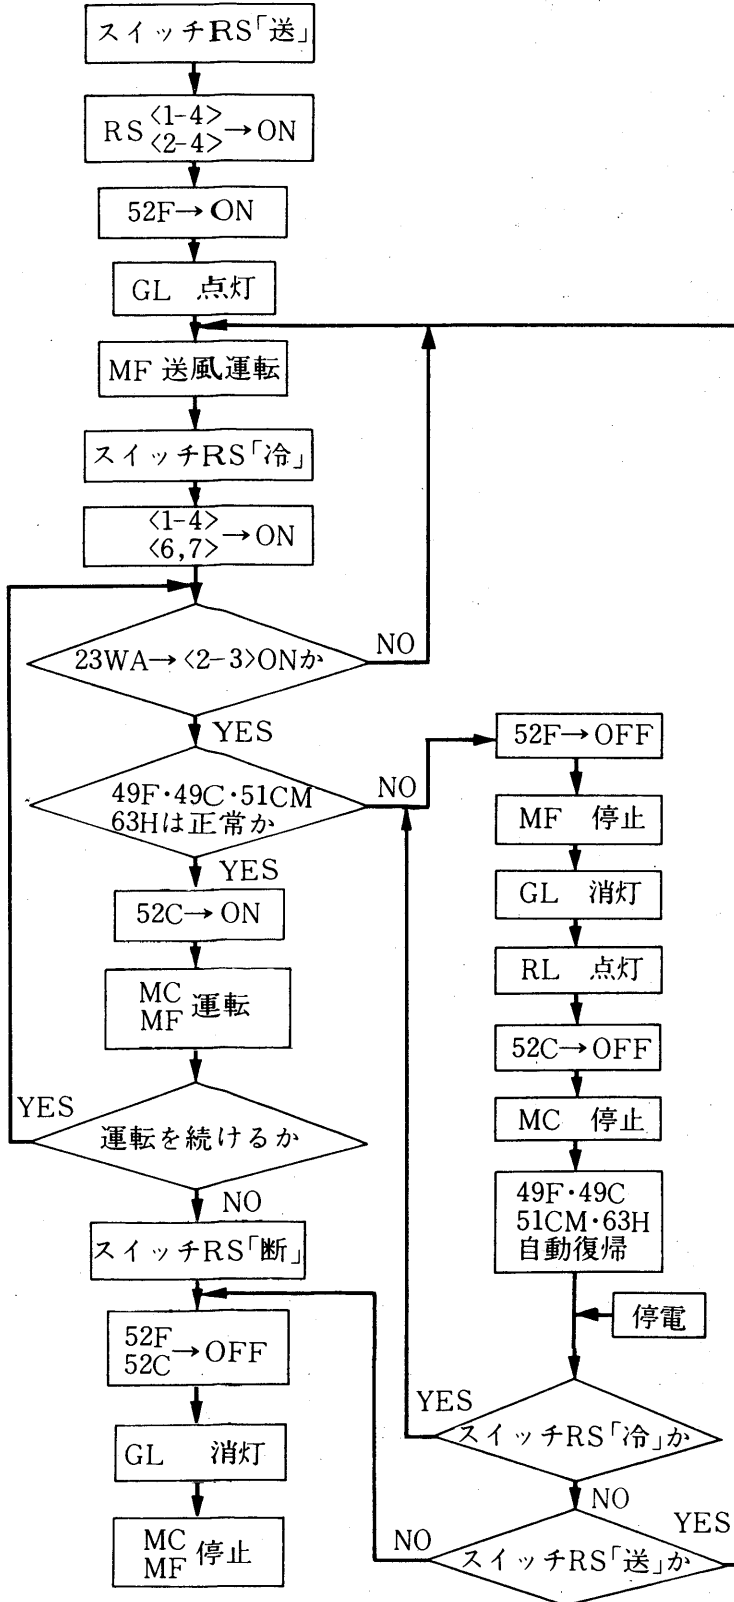 スイッチRS「送」
RS <1-4> →ON
<2-4>
52F→ON
GL 点灯
MF 送風運転
スイッチRS「冷」
<1-4> →ON
<6,7>
23WA→<2-3>ONか
NO
YES
49F・49C・51CM
63Hは正常か
NO
YES
52C→ON
MC 運転
MF
運転を続けるか
YES
NO
スイッチRS「断」
52F →OFF
52C
GL 消灯
MC 停止
MF
52F→OFF
MF 停止
GL 消灯
RL 点灯
52C→OFF
MC 停止
49F・49C
51CM・63H
自動復帰
停電
スイッチRS「冷」か
YES
NO
スイッチRS「送」か
NO
YES